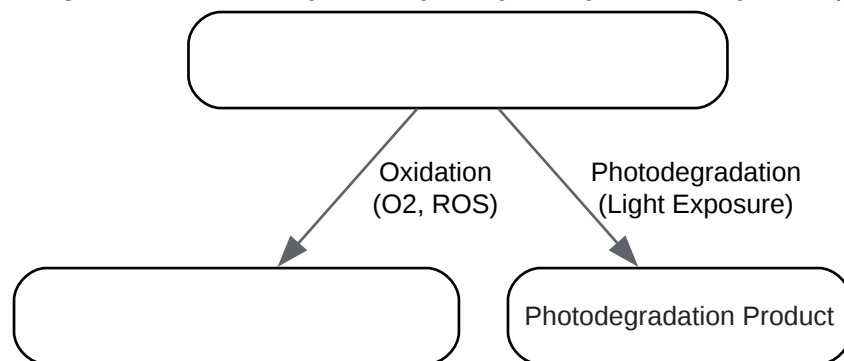 Oxidation
(O2, ROS)
Photodegradation
(Light Exposure)
Photodegradation Product